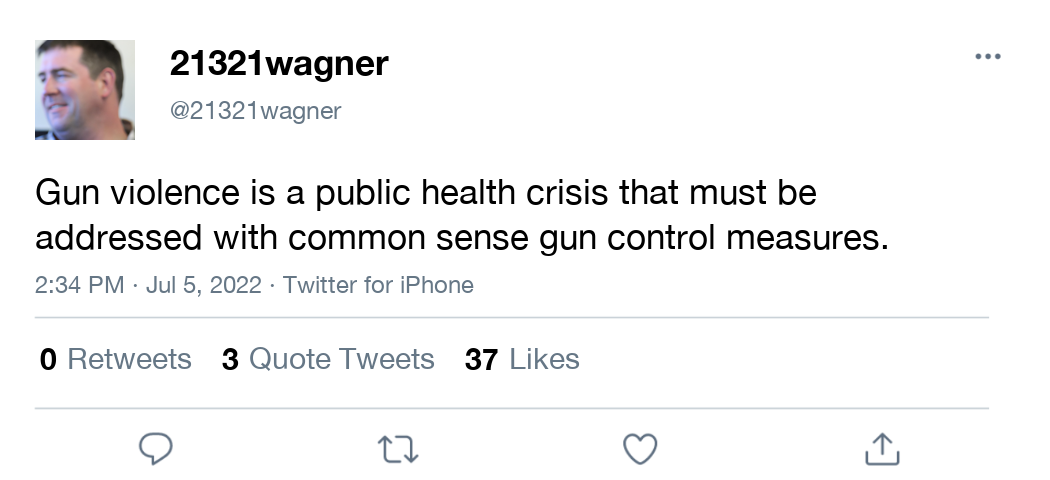 21321wagner
@21321wagner
Gun violence is a public health crisis that must be
addressed with common sense gun control measures.
2:34 PM · Jul 5, 2022 · Twitter for iPhone
0 Retweets 3 Quote Tweets 37 Likes